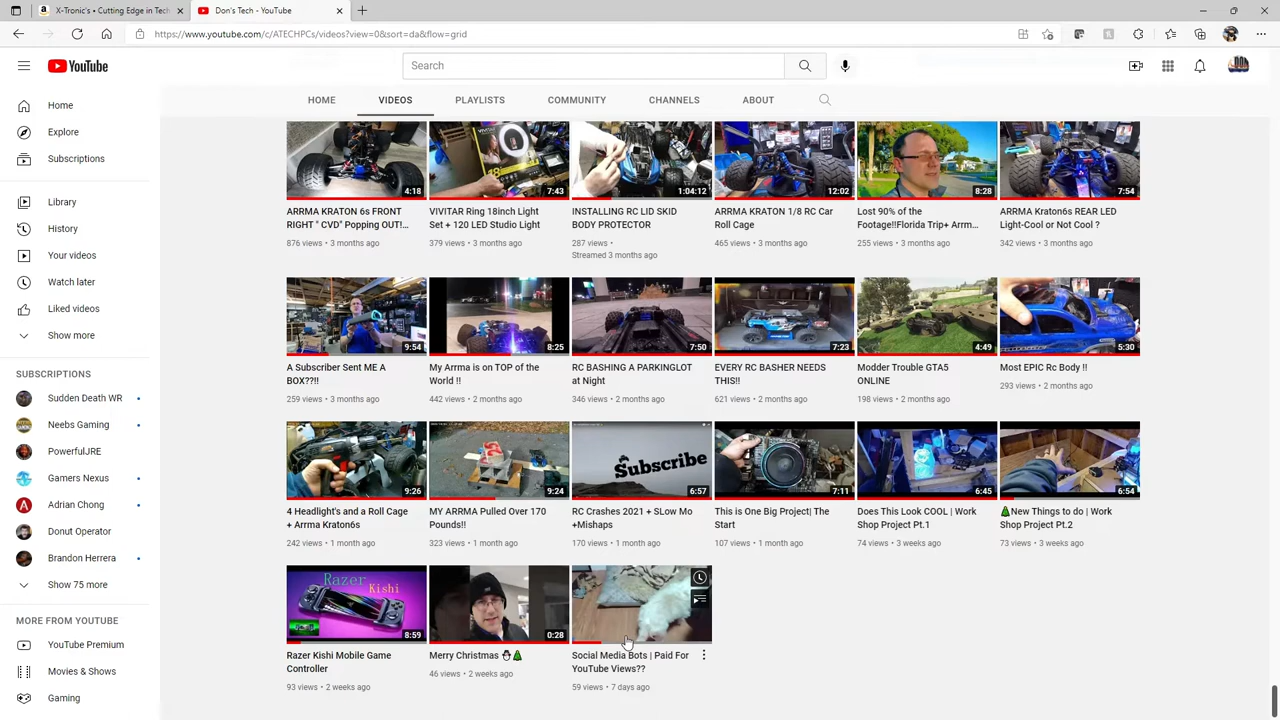 X-Tronic's • Cutting Edge in Tech
Don's Tech - YouTube
https://www.youtube.com/c/ATECHPCs/videos?view=0&sort=da&flow=grid
YouTube
Search
HOME
VIDEOS
PLAYLISTS
COMMUNITY
CHANNELS
ABOUT
Home
Explore
Subscriptions
Library
History
Your videos
Watch later
Liked videos
Show more
SUBSCRIPTIONS
Sudden Death WR
Neebs Gaming
PowerfulJRE
Gamers Nexus
Adrian Chong
Donut Operator
Brandon Herrera
Show 75 more
MORE FROM YOUTUBE
YouTube Premium
Movies & Shows
Gaming
4:18
ARRMA KRATON 6s FRONT
RIGHT " CVD" Popping OUT!...
876 views • 3 months ago
VIVITAR
18
7:43
VIVITAR Ring 18inch Light
Set + 120 LED Studio Light
379 views • 3 months ago
1:04:12
INSTALLING RC LID SKID
BODY PROTECTOR
287 views •
Streamed 3 months ago
12:02
ARRMA KRATON 1/8 RC Car
Roll Cage
465 views • 3 months ago
8:28
Lost 90% of the
Footage!!Florida Trip+ Arrm...
255 views • 3 months ago
7:54
ARRMA Kraton6s REAR LED
Light-Cool or Not Cool ?
342 views • 3 months ago
9:54
A Subscriber Sent ME A
BOX??!!
259 views • 3 months ago
8:25
My Arrma is on TOP of the
World !!
442 views • 2 months ago
7:50
RC BASHING A PARKINGLOT
at Night
346 views • 2 months ago
7:23
EVERY RC BASHER NEEDS
THIS!!
621 views • 2 months ago
4:49
Modder Trouble GTA5
ONLINE
198 views • 2 months ago
5:30
Most EPIC Rc Body !!
293 views • 2 months ago
9:26
4 Headlight's and a Roll Cage
+ Arrma Kraton6s
242 views • 1 month ago
9:24
MY ARRMA Pulled Over 170
Pounds!!
323 views • 1 month ago
Subscribe
6:57
RC Crashes 2021 + SLow Mo
+Mishaps
170 views • 1 month ago
7:11
This is One Big Project| The
Start
107 views • 1 month ago
6:45
Does This Look COOL | Work
Shop Project Pt.1
74 views • 3 weeks ago
6:54
🌲New Things to do | Work
Shop Project Pt.2
73 views • 3 weeks ago
Razer
Kishi
8:59
Razer Kishi Mobile Game
Controller
93 views • 2 weeks ago
0:28
Merry Christmas ☃️🌲
46 views • 2 weeks ago
Social Media Bots | Paid For
YouTube Views??
59 views • 7 days ago